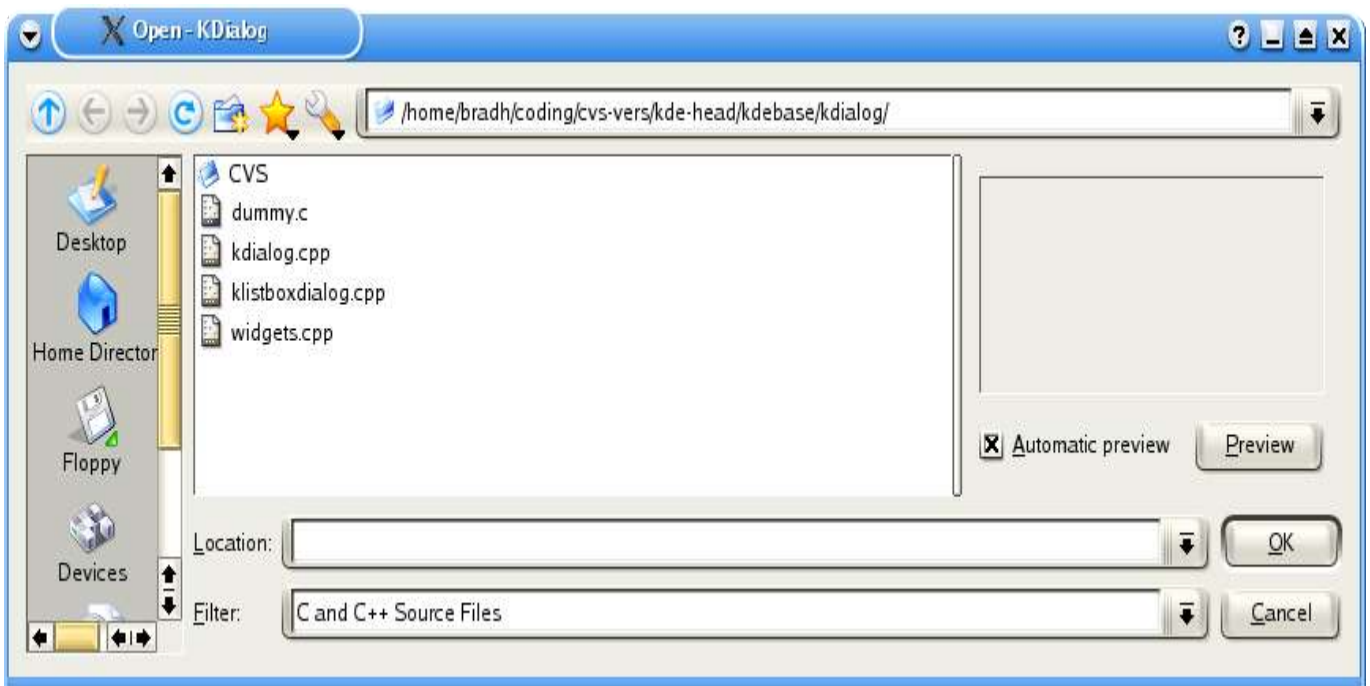 Open - KDialog
/home/bradh/coding/cvs-vers/kde-head/kdebase/kdialog/
Desktop
Home Director
Floppy
Devices
CVS
dummy.c
kdialog.cpp
klistboxdialog.cpp
widgets.cpp
Automatic preview
Preview
Location:
OK
Filter:
C and C++ Source Files
Cancel